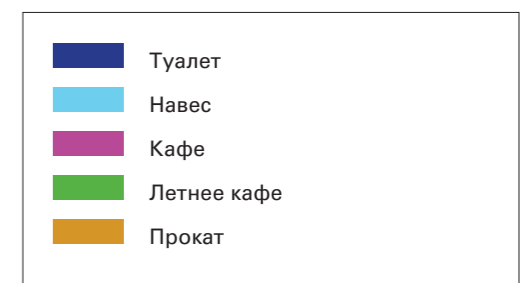 Туалет
Навес
Кафе
Летнее кафе
Прокат